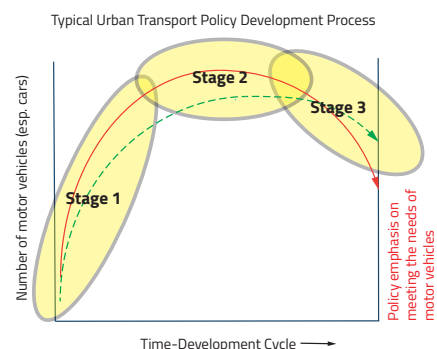 Typical Urban Transport Policy Development Process
Number of motor vehicles (esp. cars)
Stage 1
Stage 2
Stage 3
Policy emphasis on
meeting the needs of
motor vehicles
Time-Development Cycle